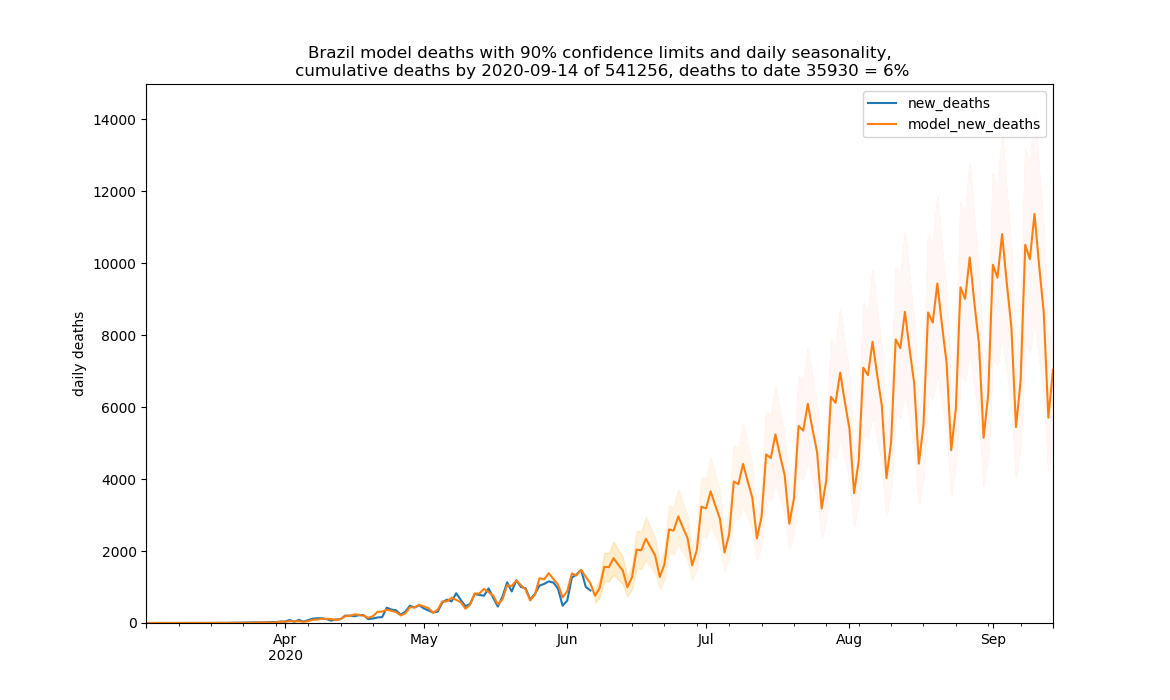 Brazil model deaths with 90% confidence limits and daily seasonality,
cumulative deaths by 2020-09-14 of 541256, deaths to date 35930 = 6%
new_deaths
model_new_deaths
14000
12000
10000
8000
6000
4000
2000
0
daily deaths
Apr
2020
May
Jun
Jul
Aug
Sep